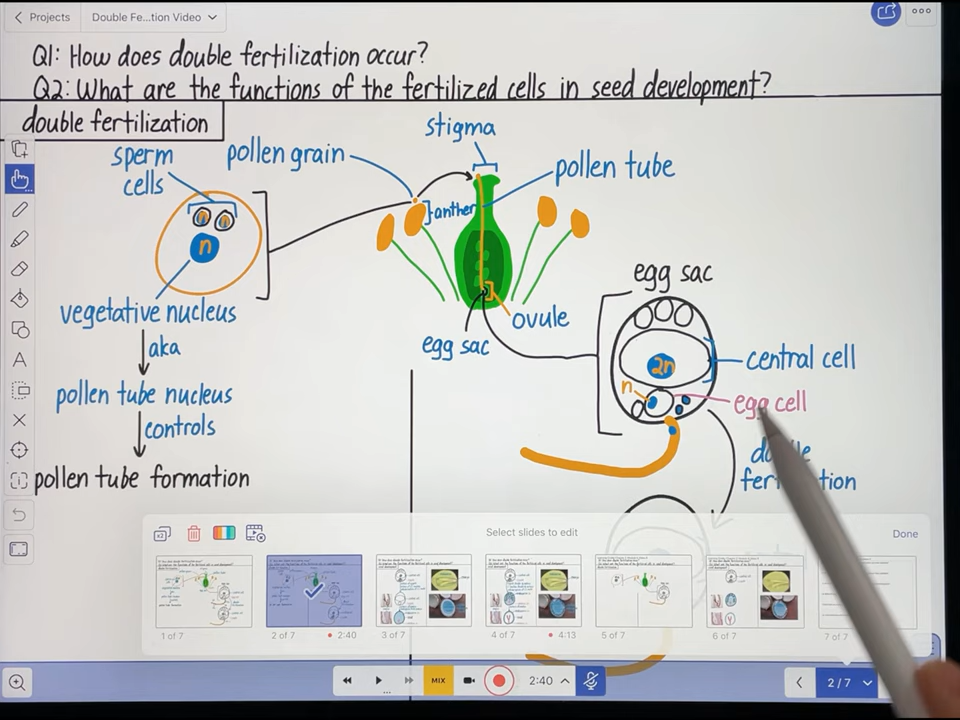 Projects
Double Fe...tion Video
Q1: How does double fertilization occur?
Q2: What are the functions of the fertilized cells in seed development?
double fertilization
stigma
sperm cells
pollen grain
pollen tube
anther
n
egg sac
vegetative nucleus
ovule
aka
egg sac
central cell
2n
n
pollen tube nucleus
egg cell
controls
fertilization
pollen tube formation
A
Select slides to edit
Done
x2
1 of 7
2 of 7
2:40
3 of 7
4 of 7
4:13
5 of 7
6 of 7
7 of 7
MIX
2:40
2/7